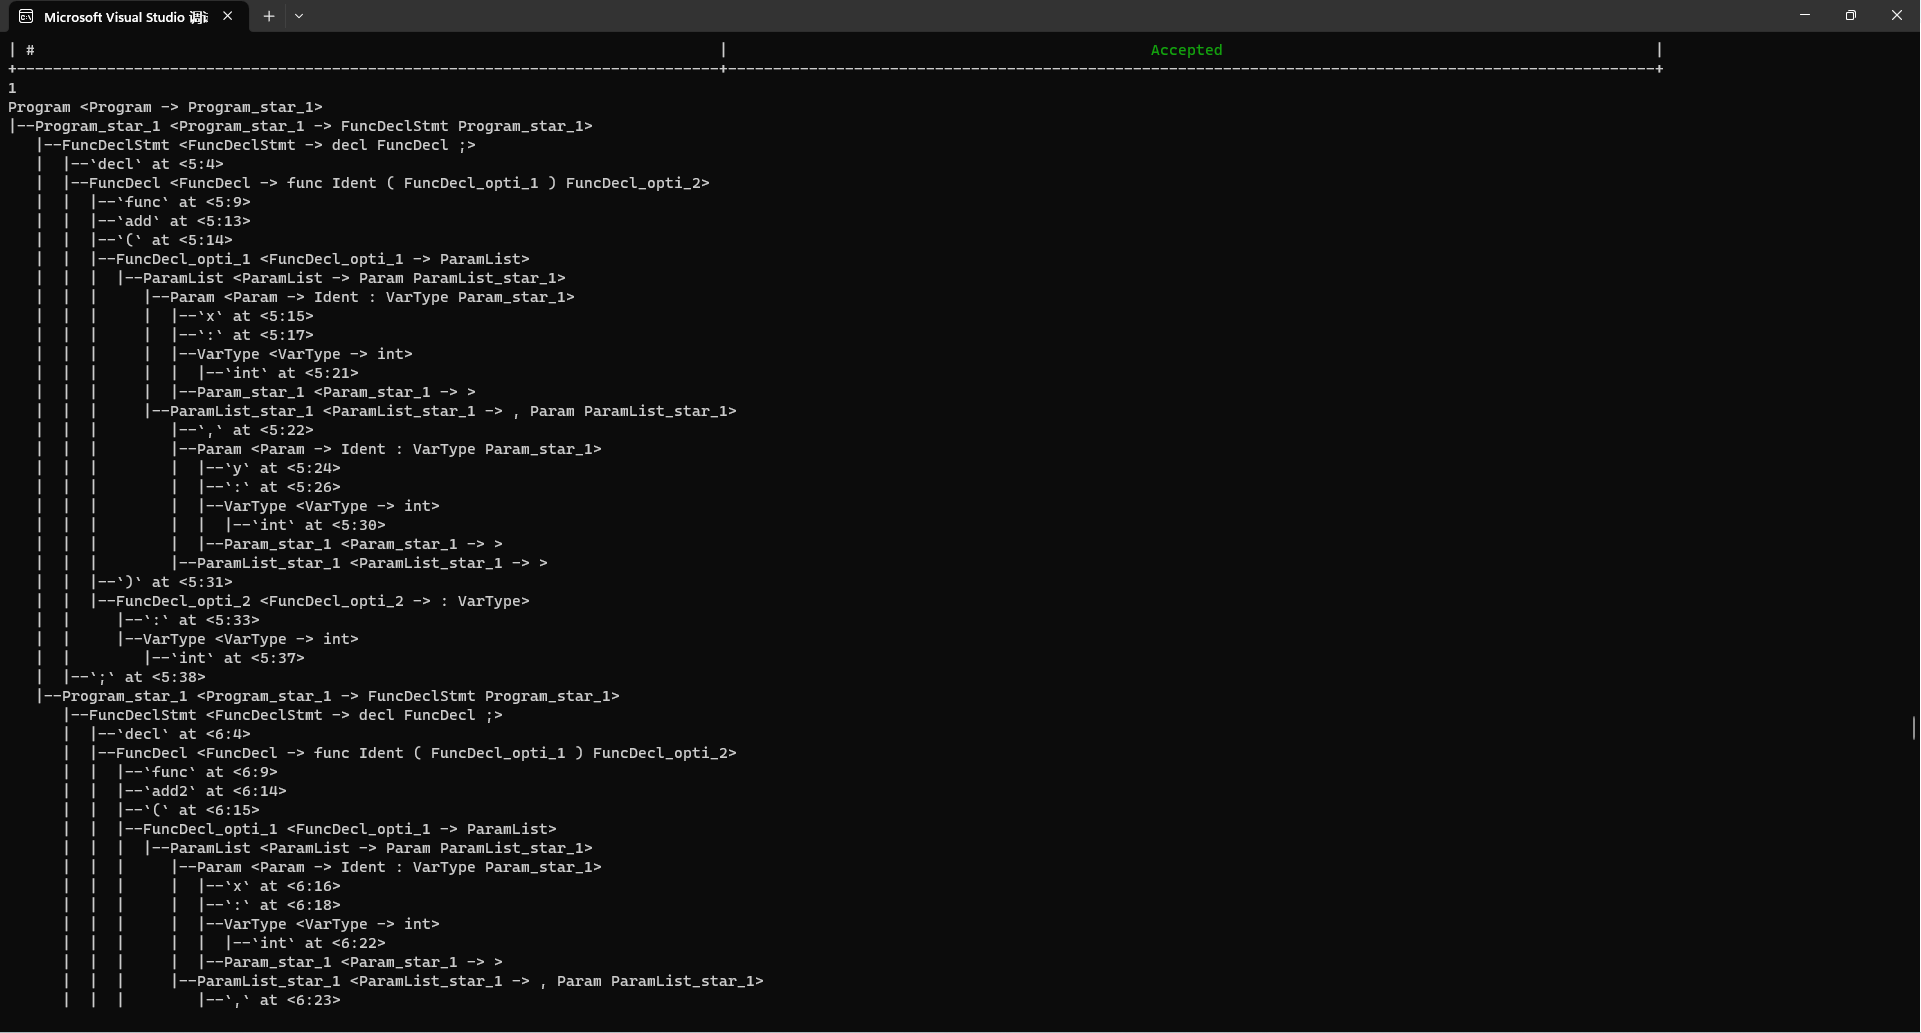 Microsoft Visual Studio 调试
| # | Accepted |
+------------------------------------------------------------------------------+-------------------------------------------------------------------------------------------------------+
1
Program <Program -> Program_star_1>
|--Program_star_1 <Program_star_1 -> FuncDeclStmt Program_star_1>
   |--FuncDeclStmt <FuncDeclStmt -> decl FuncDecl ;>
   |  |--`decl` at <5:4>
   |  |--FuncDecl <FuncDecl -> func Ident ( FuncDecl_opti_1 ) FuncDecl_opti_2>
   |  |  |--`func` at <5:9>
   |  |  |--`add` at <5:13>
   |  |  |--`(` at <5:14>
   |  |  |--FuncDecl_opti_1 <FuncDecl_opti_1 -> ParamList>
   |  |  |  |--ParamList <ParamList -> Param ParamList_star_1>
   |  |  |     |--Param <Param -> Ident : VarType Param_star_1>
   |  |  |     |  |--`x` at <5:15>
   |  |  |     |  |--`:` at <5:17>
   |  |  |     |  |--VarType <VarType -> int>
   |  |  |     |  |  |--`int` at <5:21>
   |  |  |     |  |--Param_star_1 <Param_star_1 -> >
   |  |  |     |--ParamList_star_1 <ParamList_star_1 -> , Param ParamList_star_1>
   |  |  |        |--`,` at <5:22>
   |  |  |        |--Param <Param -> Ident : VarType Param_star_1>
   |  |  |        |  |--`y` at <5:24>
   |  |  |        |  |--`:` at <5:26>
   |  |  |        |  |--VarType <VarType -> int>
   |  |  |        |  |  |--`int` at <5:30>
   |  |  |        |  |--Param_star_1 <Param_star_1 -> >
   |  |  |        |--ParamList_star_1 <ParamList_star_1 -> >
   |  |  |--`)` at <5:31>
   |  |  |--FuncDecl_opti_2 <FuncDecl_opti_2 -> : VarType>
   |  |     |--`:` at <5:33>
   |  |     |--VarType <VarType -> int>
   |  |        |--`int` at <5:37>
   |  |--`;` at <5:38>
   |--Program_star_1 <Program_star_1 -> FuncDeclStmt Program_star_1>
      |--FuncDeclStmt <FuncDeclStmt -> decl FuncDecl ;>
      |  |--`decl` at <6:4>
      |  |--FuncDecl <FuncDecl -> func Ident ( FuncDecl_opti_1 ) FuncDecl_opti_2>
      |  |  |--`func` at <6:9>
      |  |  |--`add2` at <6:14>
      |  |  |--`(` at <6:15>
      |  |  |--FuncDecl_opti_1 <FuncDecl_opti_1 -> ParamList>
      |  |  |  |--ParamList <ParamList -> Param ParamList_star_1>
      |  |  |     |--Param <Param -> Ident : VarType Param_star_1>
      |  |  |     |  |--`x` at <6:16>
      |  |  |     |  |--`:` at <6:18>
      |  |  |     |  |--VarType <VarType -> int>
      |  |  |     |  |  |--`int` at <6:22>
      |  |  |     |  |--Param_star_1 <Param_star_1 -> >
      |  |  |     |--ParamList_star_1 <ParamList_star_1 -> , Param ParamList_star_1>
      |  |  |        |--`,` at <6:23>